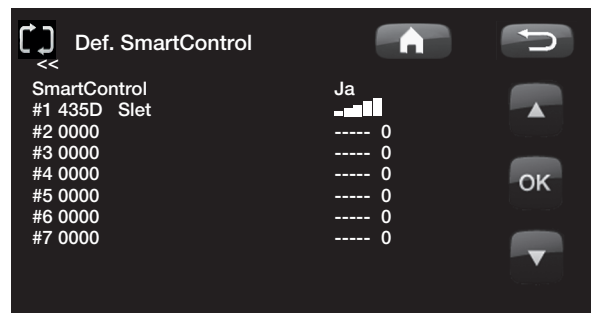 Def. SmartControl
<<
SmartControl Ja
#1 435D Slet
#2 0000 ----- 0
#3 0000 ----- 0
#4 0000 ----- 0
#5 0000 ----- 0
#6 0000 ----- 0
#7 0000 ----- 0
OK